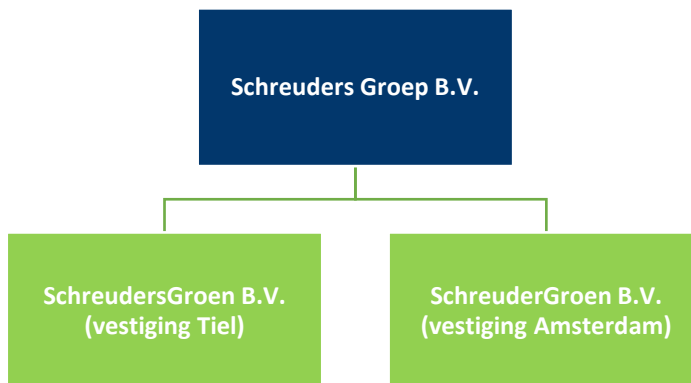 Schreuders Groep B.V.
SchreudersGroen B.V.
(vestiging Tiel)
SchreuderGroen B.V.
(vestiging Amsterdam)